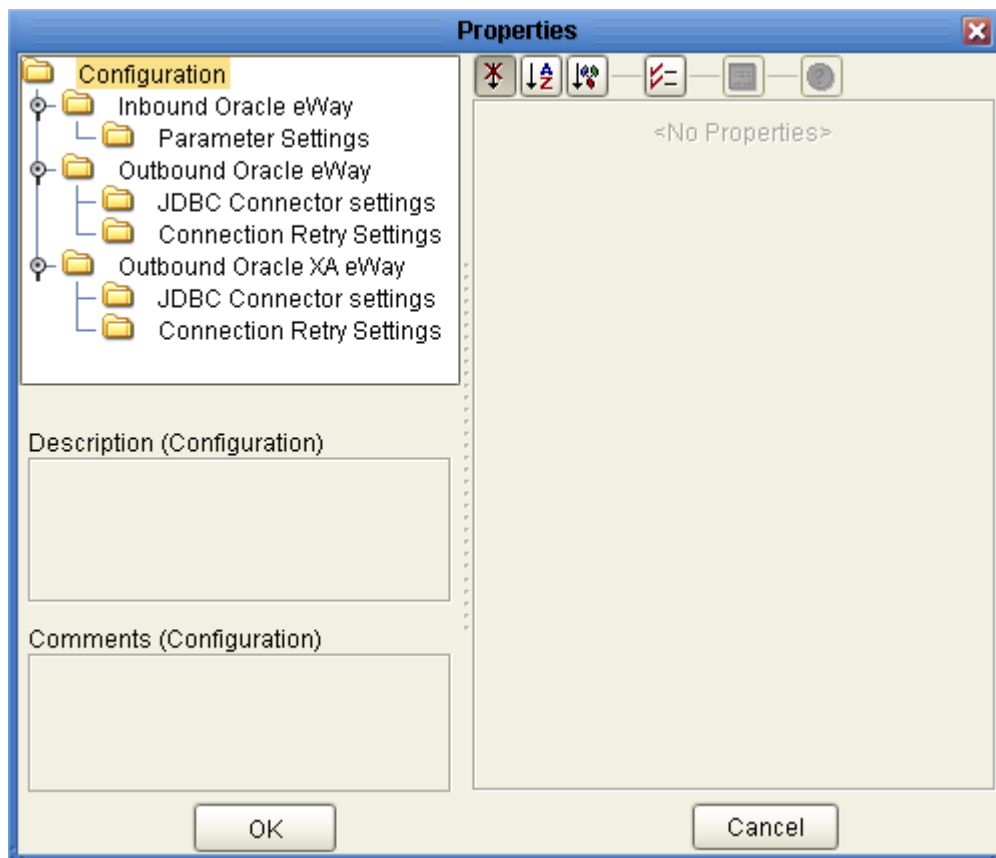 Properties
Configuration
Inbound Oracle eWay
Parameter Settings
Outbound Oracle eWay
JDBC Connector settings
Connection Retry Settings
Outbound Oracle XA eWay
JDBC Connector settings
Connection Retry Settings
Description (Configuration)
Comments (Configuration)
A
Z
<No Properties>
?
OK
Cancel